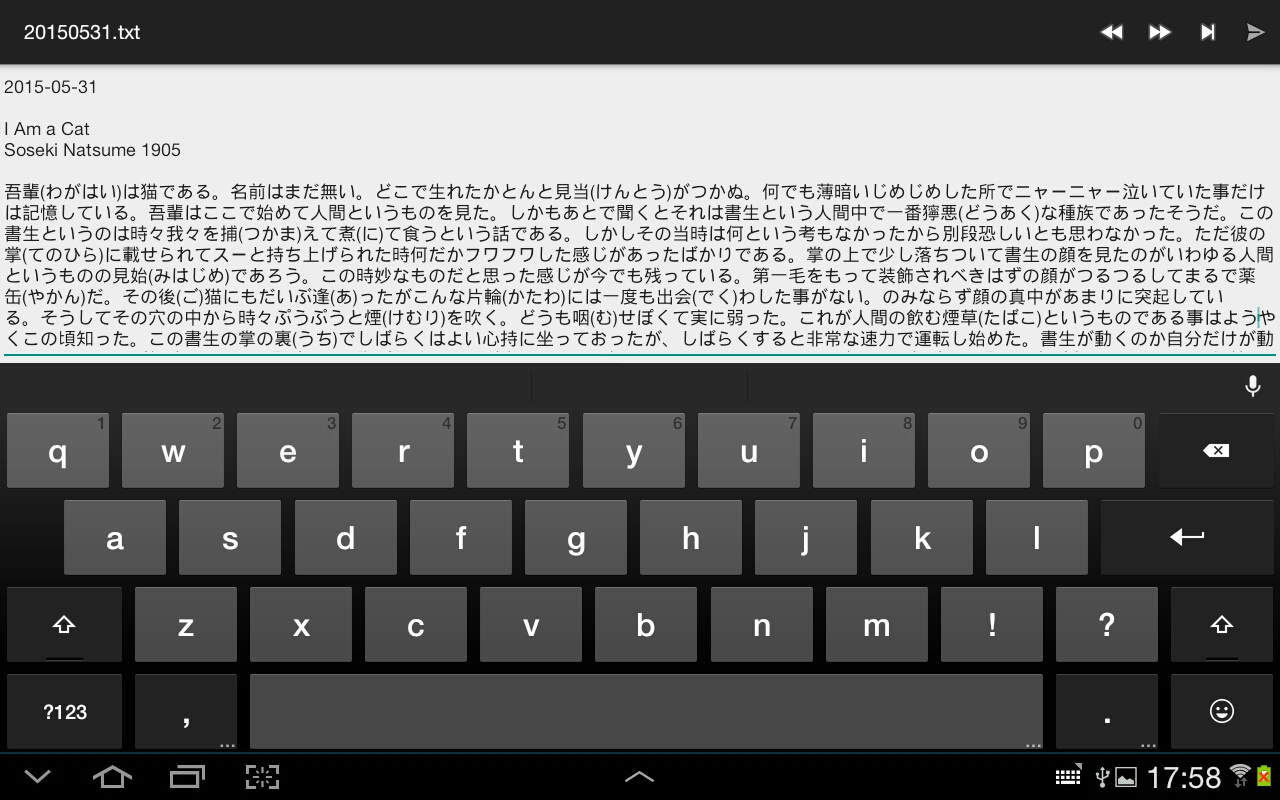 20150531.txt
2015-05-31
I Am a Cat
Soseki Natsume 1905
吾輩(わがはい)は猫である。名前はまだ無い。どこで生れたかとんと見当(けんとう)がつかぬ。何でも薄暗いじめじめした所でニャーニャー泣いていた事だけ
は記憶している。吾輩はここで始めて人間というものを見た。しかもあとで聞くとそれは書生という人間中で一番獰悪(どうあく)な種族であったそうだ。この
書生というのは時々我々を捕(つかま)えて煮(に)て食うという話である。しかしその当時は何という考もなかったから別段恐しいとも思わなかった。ただ彼の
掌(てのひら)に載せられてスーと持ち上げられた時何だかフワフワした感じがあったばかりである。掌の上で少し落ちついて書生の顔を見たのがいわゆる人間
というものの見始(みはじめ)であろう。この時妙なものだと思った感じが今でも残っている。第一毛をもって装飾されべきはずの顔がつるつるしてまるで薬
缶(やかん)だ。その後(ご)猫にもだいぶ逢(あ)ったがこんな片輪(かたわ)には一度も出会(でく)わした事がない。のみならず顔の真中があまりに突起してい
る。そうしてその穴の中から時々ぷうぷうと煙(けむり)を吹く。どうも咽(む)せぽくて実に弱った。これが人間の飲む煙草(たばこ)というものである事はようや
くこの頃知った。この書生の掌の裏(うち)でしばらくはよい心持に坐っておったが、しばらくすると非常な速力で運転し始めた。書生が動くのか自分だけが動
1 2 3 4 5 6 7 8 9 0
q w e r t y u i o p
a s d f g h j k l
z x c v b n m ! ?
?123 , ... ... . ...
17:58